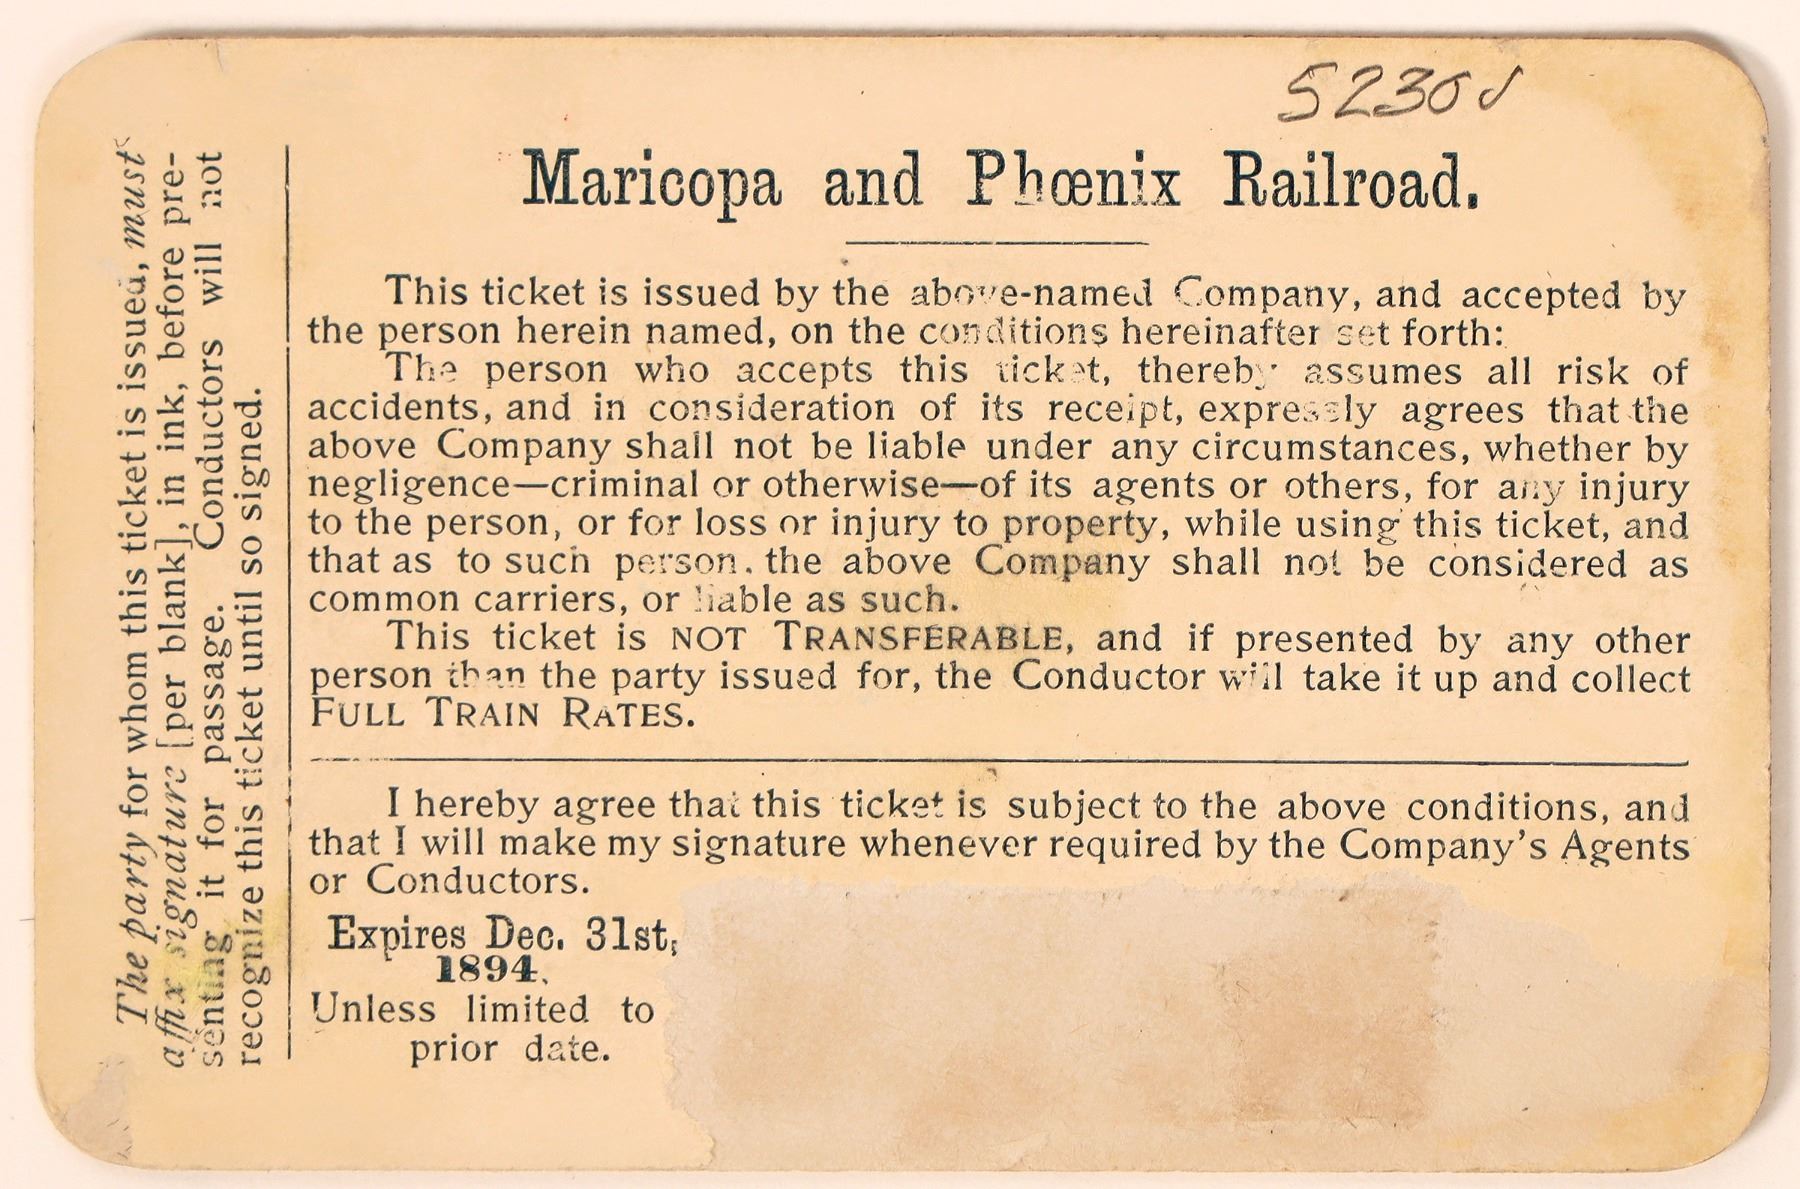 Maricopa and Phœnix Railroad.
This ticket is issued by the above-named Company, and accepted by
the person herein named, on the conditions hereinafter set forth:
The person who accepts this ticket, thereby assumes all risk of
accidents, and in consideration of its receipt, expressly agrees that the
above Company shall not be liable under any circumstances, whether by
negligence—criminal or otherwise—of its agents or others, for any injury
to the person, or for loss or injury to property, while using this ticket, and
that as to such person, the above Company shall not be considered as
common carriers, or liable as such.
This ticket is NOT TRANSFERABLE, and if presented by any other
person than the party issued for, the Conductor will take it up and collect
FULL TRAIN RATES.
I hereby agree that this ticket is subject to the above conditions, and
that I will make my signature whenever required by the Company's Agents
or Conductors.
Expires Dec. 31st,
1894,
Unless limited to
prior date.
The party for whom this ticket is issued, must
affix signature [per blank], in ink, before pre-
senting it for passage. Conductors will not
recognize this ticket until so signed.